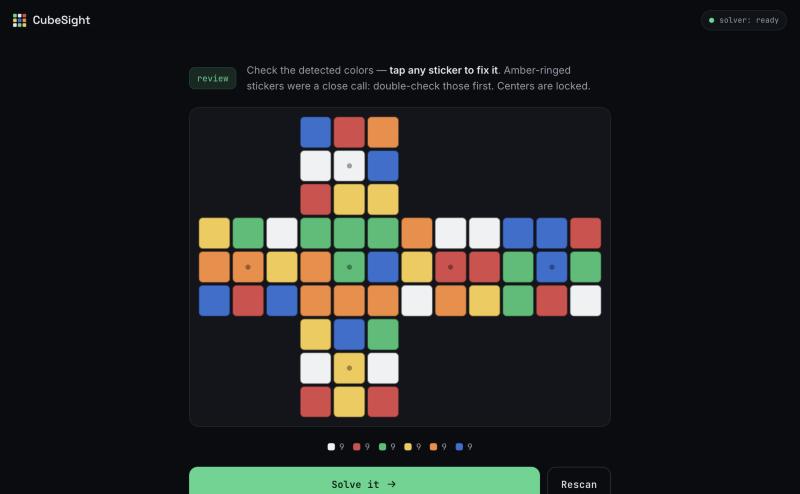 CubeSight
solver: ready
review
Check the detected colors — tap any sticker to fix it. Amber-ringed
stickers were a close call: double-check those first. Centers are locked.
9 9 9 9 9 9
Solve it →
Rescan